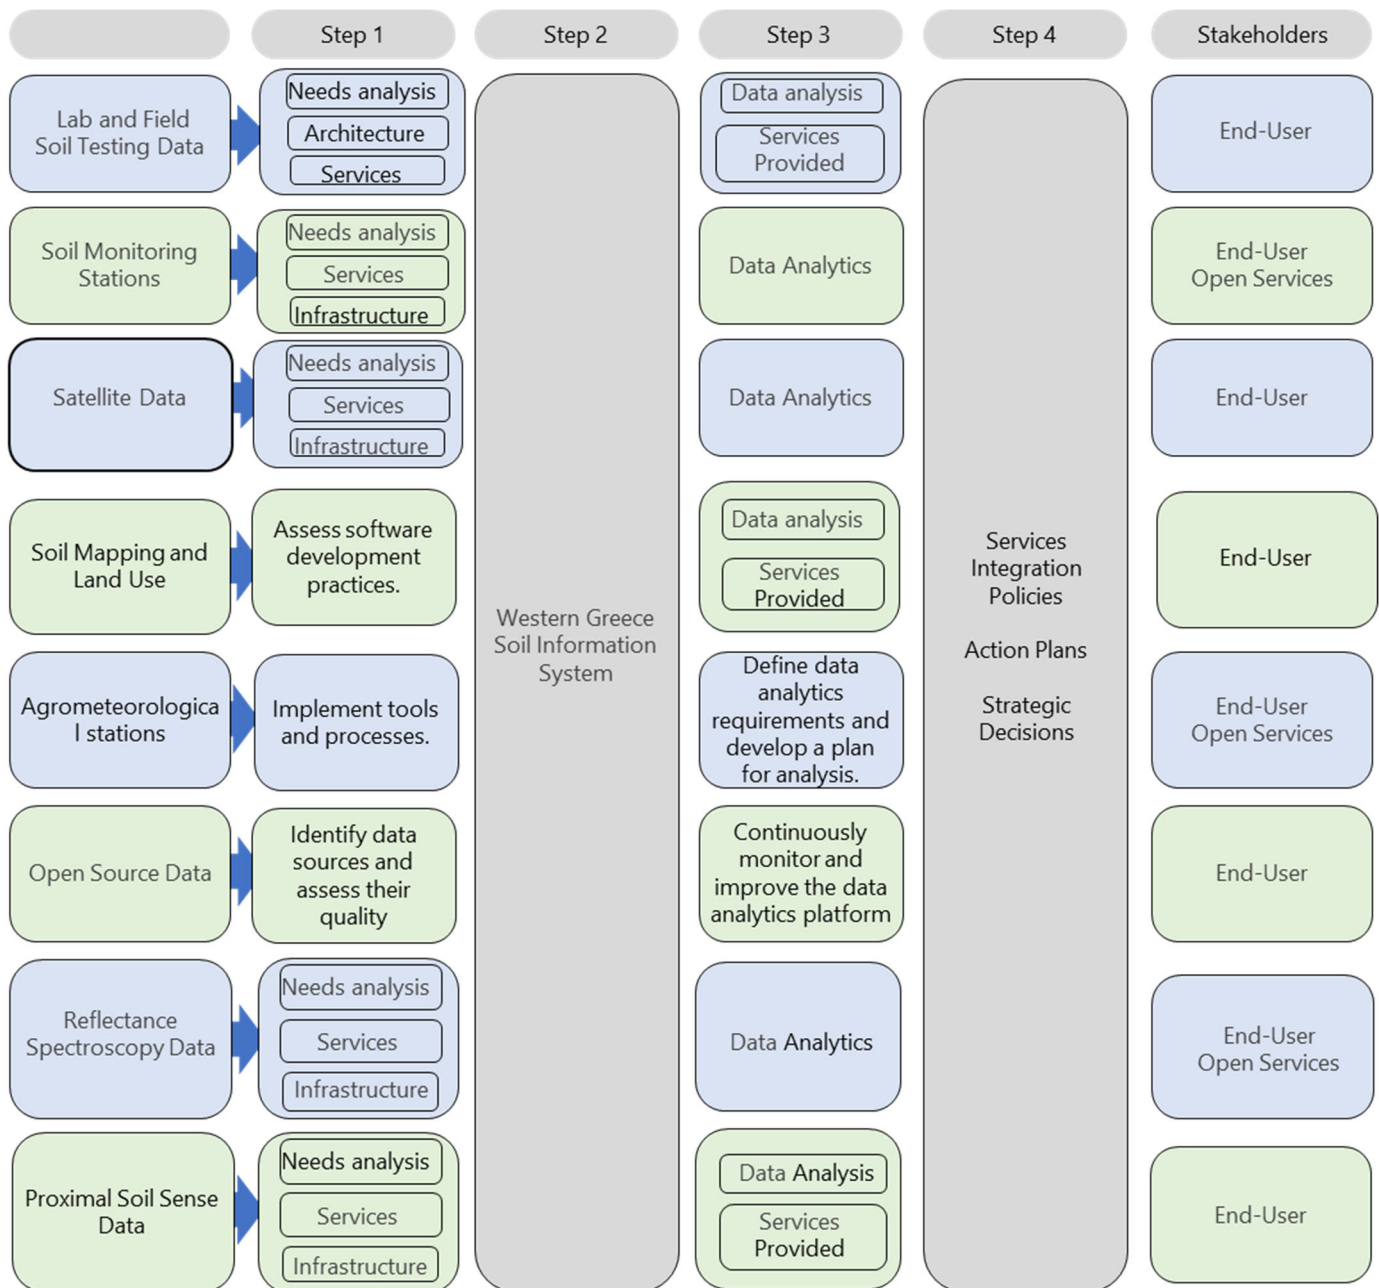 Step 1
Step 2
Step 3
Step 4
Stakeholders
Lab and Field
Soil Testing Data
Needs analysis
Architecture
Services
Data analysis
Services
Provided
End-User
Soil Monitoring
Stations
Needs analysis
Services
Infrastructure
Data Analytics
End-User
Open Services
Satellite Data
Needs analysis
Services
Infrastructure
Data Analytics
End-User
Soil Mapping and
Land Use
Assess software
development
practices.
Data analysis
Services
Provided
End-User
Western Greece
Soil Information
System
Services
Integration
Policies
Action Plans
Strategic
Decisions
Agrometeorologica
l stations
Implement tools
and processes.
Define data
analytics
requirements and
develop a plan
for analysis.
End-User
Open Services
Open Source Data
Identify data
sources and
assess their
quality
Continuously
monitor and
improve the data
analytics platform
End-User
Reflectance
Spectroscopy Data
Needs analysis
Services
Infrastructure
Data Analytics
End-User
Open Services
Proximal Soil Sense
Data
Needs analysis
Services
Infrastructure
Data Analysis
Services
Provided
End-User